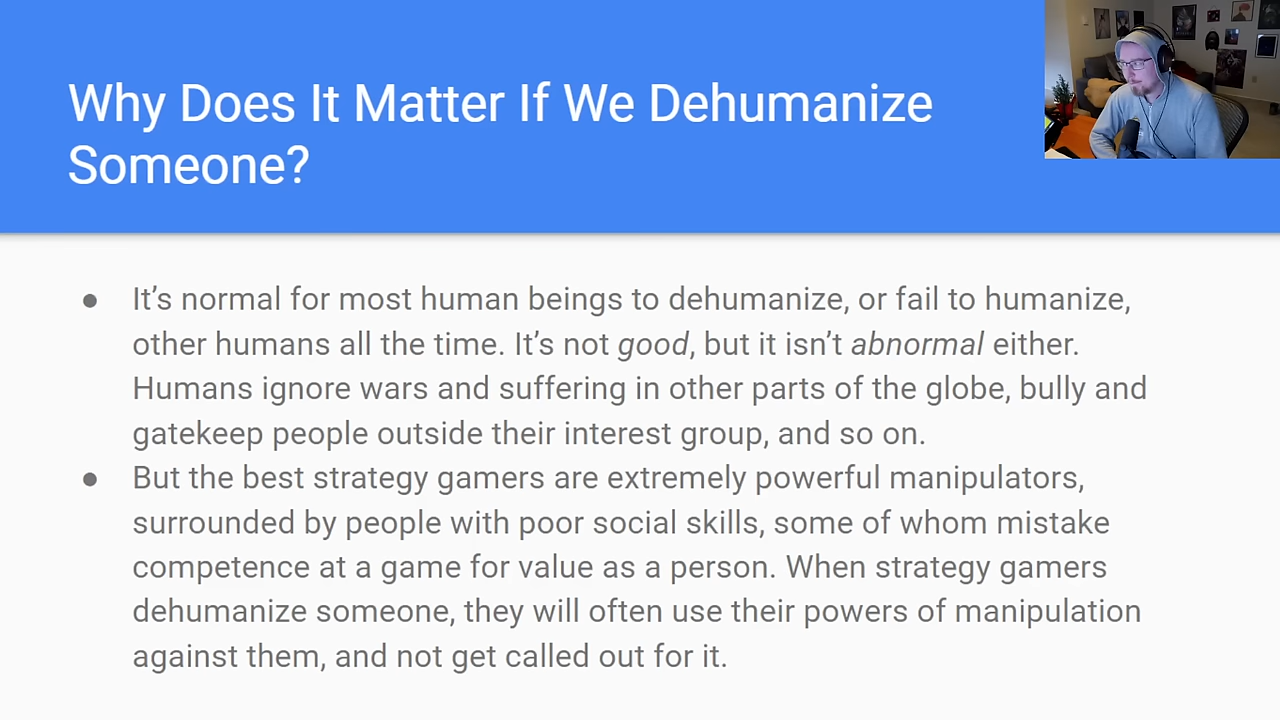 Why Does It Matter If We Dehumanize
Someone?
● It’s normal for most human beings to dehumanize, or fail to humanize,
other humans all the time. It’s not good, but it isn’t abnormal either.
Humans ignore wars and suffering in other parts of the globe, bully and
gatekeep people outside their interest group, and so on.
● But the best strategy gamers are extremely powerful manipulators,
surrounded by people with poor social skills, some of whom mistake
competence at a game for value as a person. When strategy gamers
dehumanize someone, they will often use their powers of manipulation
against them, and not get called out for it.